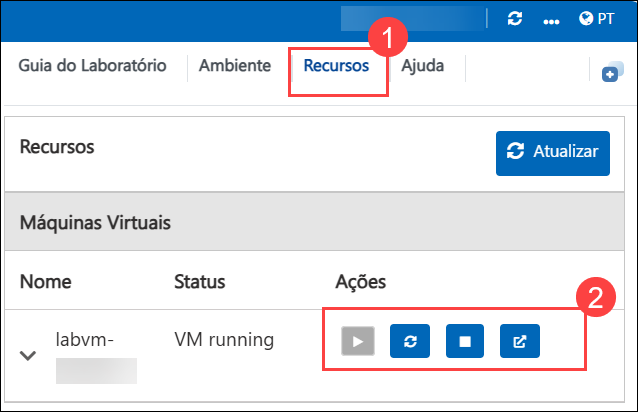 PT
1
Guia do Laboratório Ambiente Recursos Ajuda
Recursos
Atualizar
Máquinas Virtuais
Nome Status Ações
2
labvm- VM running